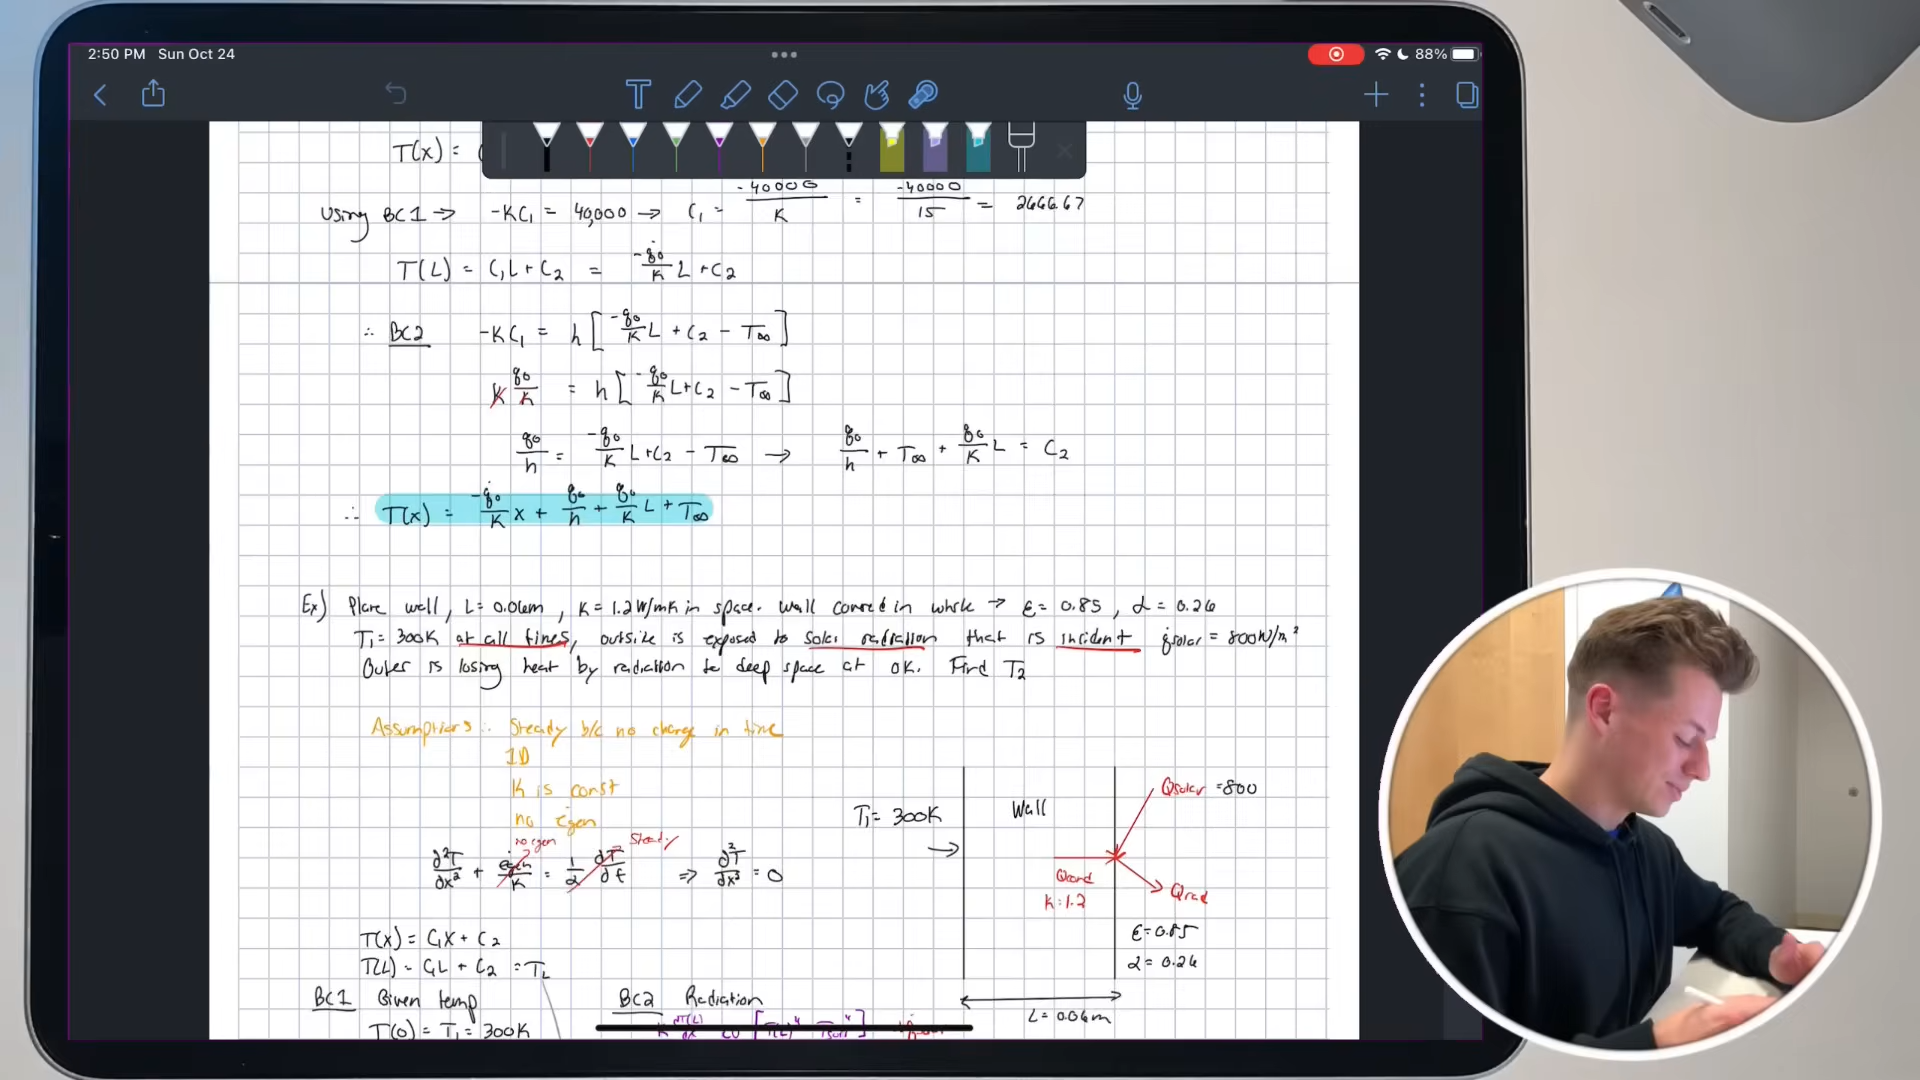 2:50 PM Sun Oct 24
88%
T(x) =
Using BC1 → -KC₁ = 40,000 → C₁ = -40000/K = -40000/15 = 2666.67
T(L) = C₁L + C₂ = -q̇₀/K L + C₂
∴ BC2 -KC₁ = h[-q̇₀/K L + C₂ - T∞]
K q̇₀/K = h[-q̇₀/K L + C₂ - T∞]
q̇₀/h = -q̇₀/K L + C₂ - T∞ → q̇₀/h + T∞ + q̇₀/K L = C₂
∴ T(x) = -q̇₀/K x + q̇₀/h + q̇₀/K L + T∞
Ex) Plane wall, L = 0.06m, K = 1.2 W/mK in space. Wall covered in white → ε = 0.85, α = 0.26
T₁ = 300K at all times, outside is exposed to solar radiation that is incident q̇solar = 800W/m²
Outer is losing heat by radiation to deep space at 0K. Find T₂
Assumptions: Steady b/c no change in time
1D
K is const
no ėgen
no egen Steady
∂²T/∂x² + ėgen/K = 1/α ∂T/∂t ⇒ ∂²T/∂x² = 0
T₁ = 300K
Wall
Qsolar = 800
Qcond
K = 1.2
Qrad
ε = 0.85
α = 0.26
L = 0.06m
T(x) = C₁x + C₂
T(L) = C₁L + C₂ = TL
BC1 Given temp
T(0) = T₁ = 300K
BC2 Radiation